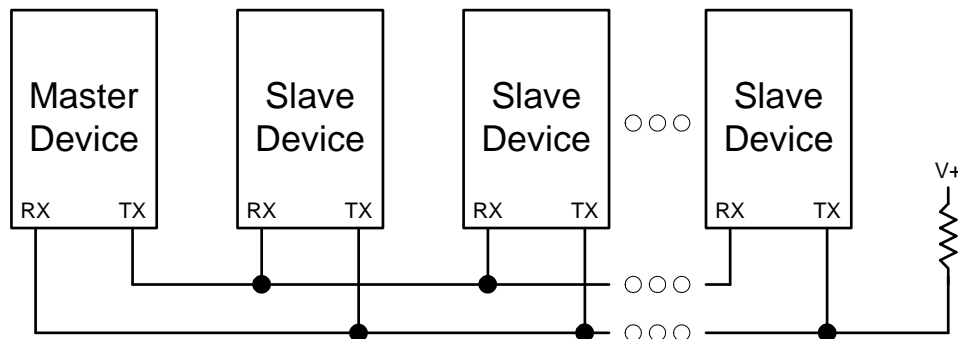 Master
Device
Slave
Device
Slave
Device
Slave
Device
RX TX
RX TX
RX TX
RX TX
V+